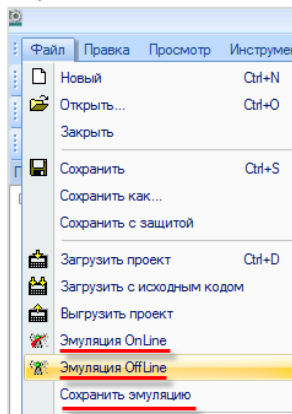 Файл Правка Просмотр Инструме
Новый Ctrl+N
Открыть... Ctrl+O
Закрыть
Сохранить Ctrl+S
Сохранить как...
Сохранить с защитой
Загрузить проект Ctrl+D
Загрузить с исходным кодом
Выгрузить проект
Эмуляция OnLine
Эмуляция OffLine
Сохранить эмуляцию